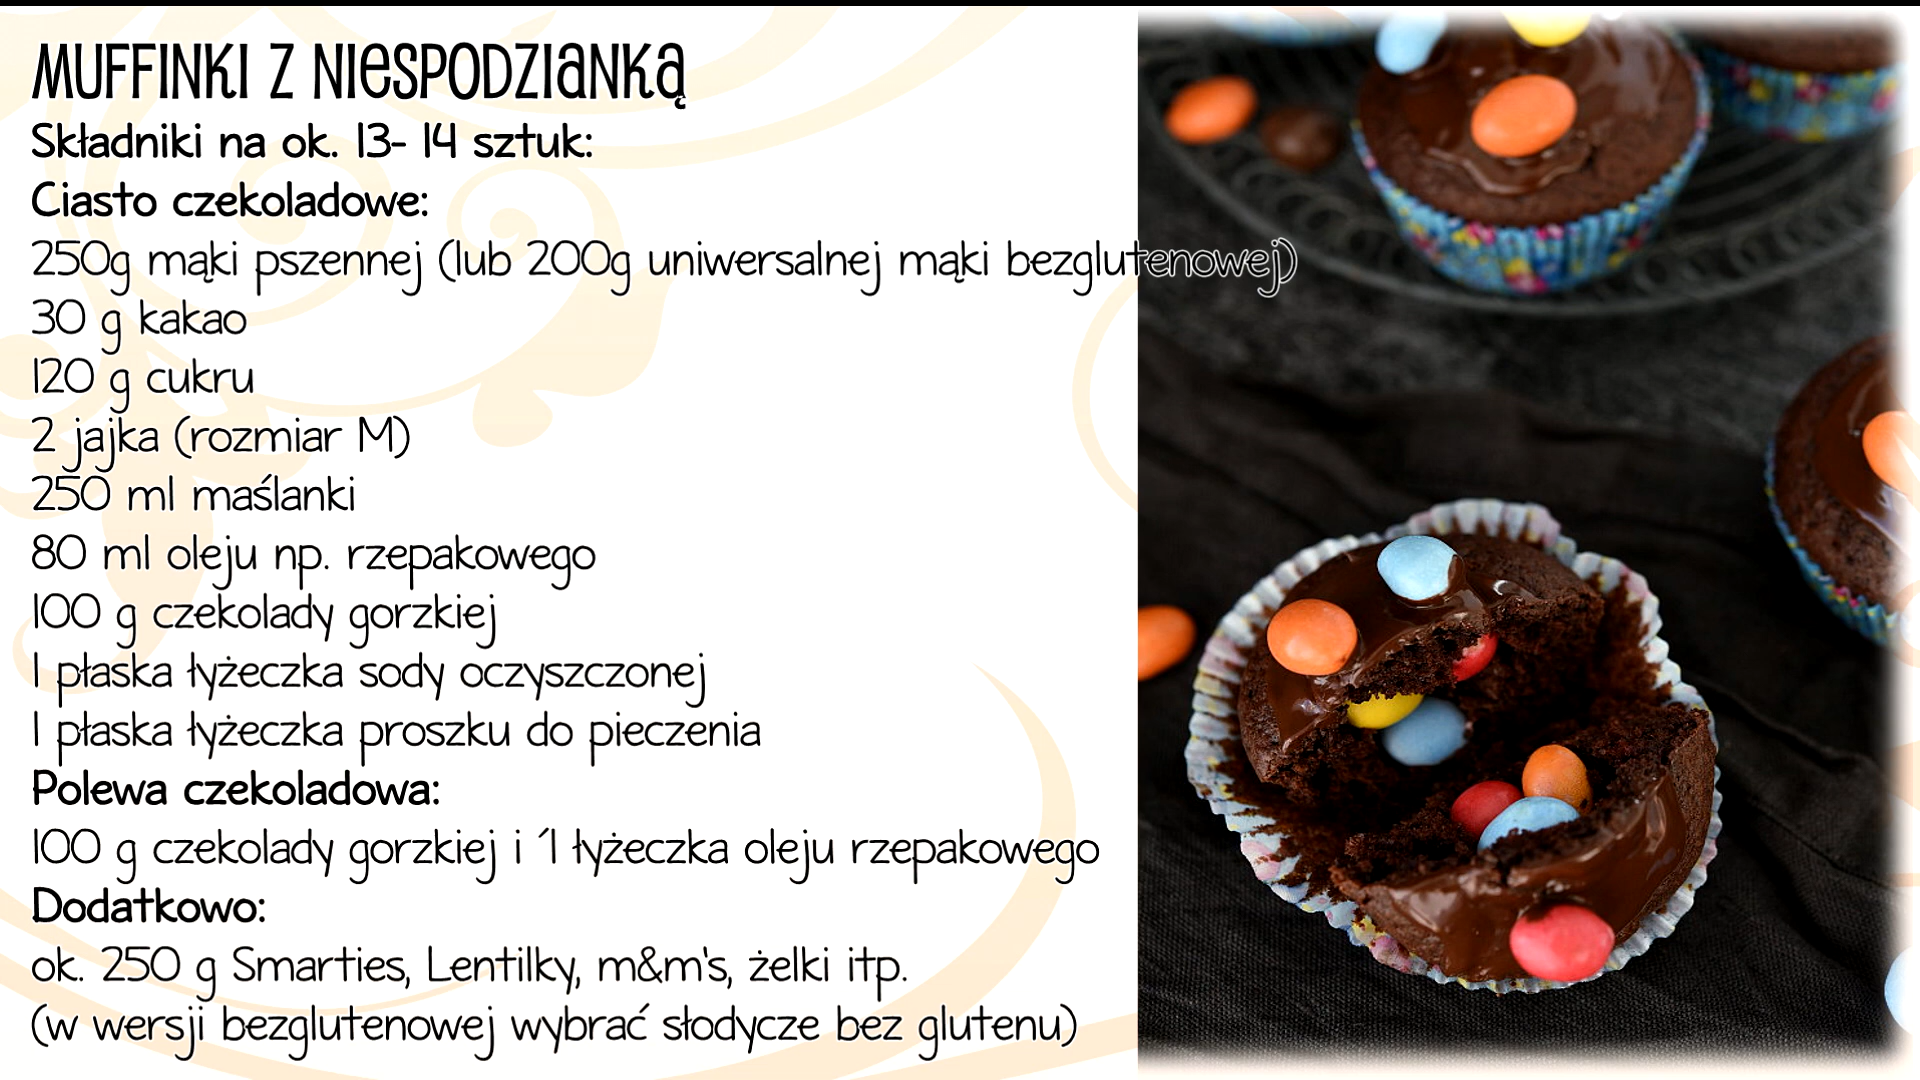 MUFFINKI Z NIESPODZIANKĄ
Składniki na ok. 13- 14 sztuk:
Ciasto czekoladowe:
250g mąki pszennej (lub 200g uniwersalnej mąki bezglutenowej)
30 g kakao
120 g cukru
2 jajka (rozmiar M)
250 ml maślanki
80 ml oleju np. rzepakowego
100 g czekolady gorzkiej
1 płaska łyżeczka sody oczyszczonej
1 płaska łyżeczka proszku do pieczenia
Polewa czekoladowa:
100 g czekolady gorzkiej i ´1 łyżeczka oleju rzepakowego
Dodatkowo:
ok. 250 g Smarties, Lentilky, m&m's, żelki itp.
(w wersji bezglutenowej wybrać słodycze bez glutenu)